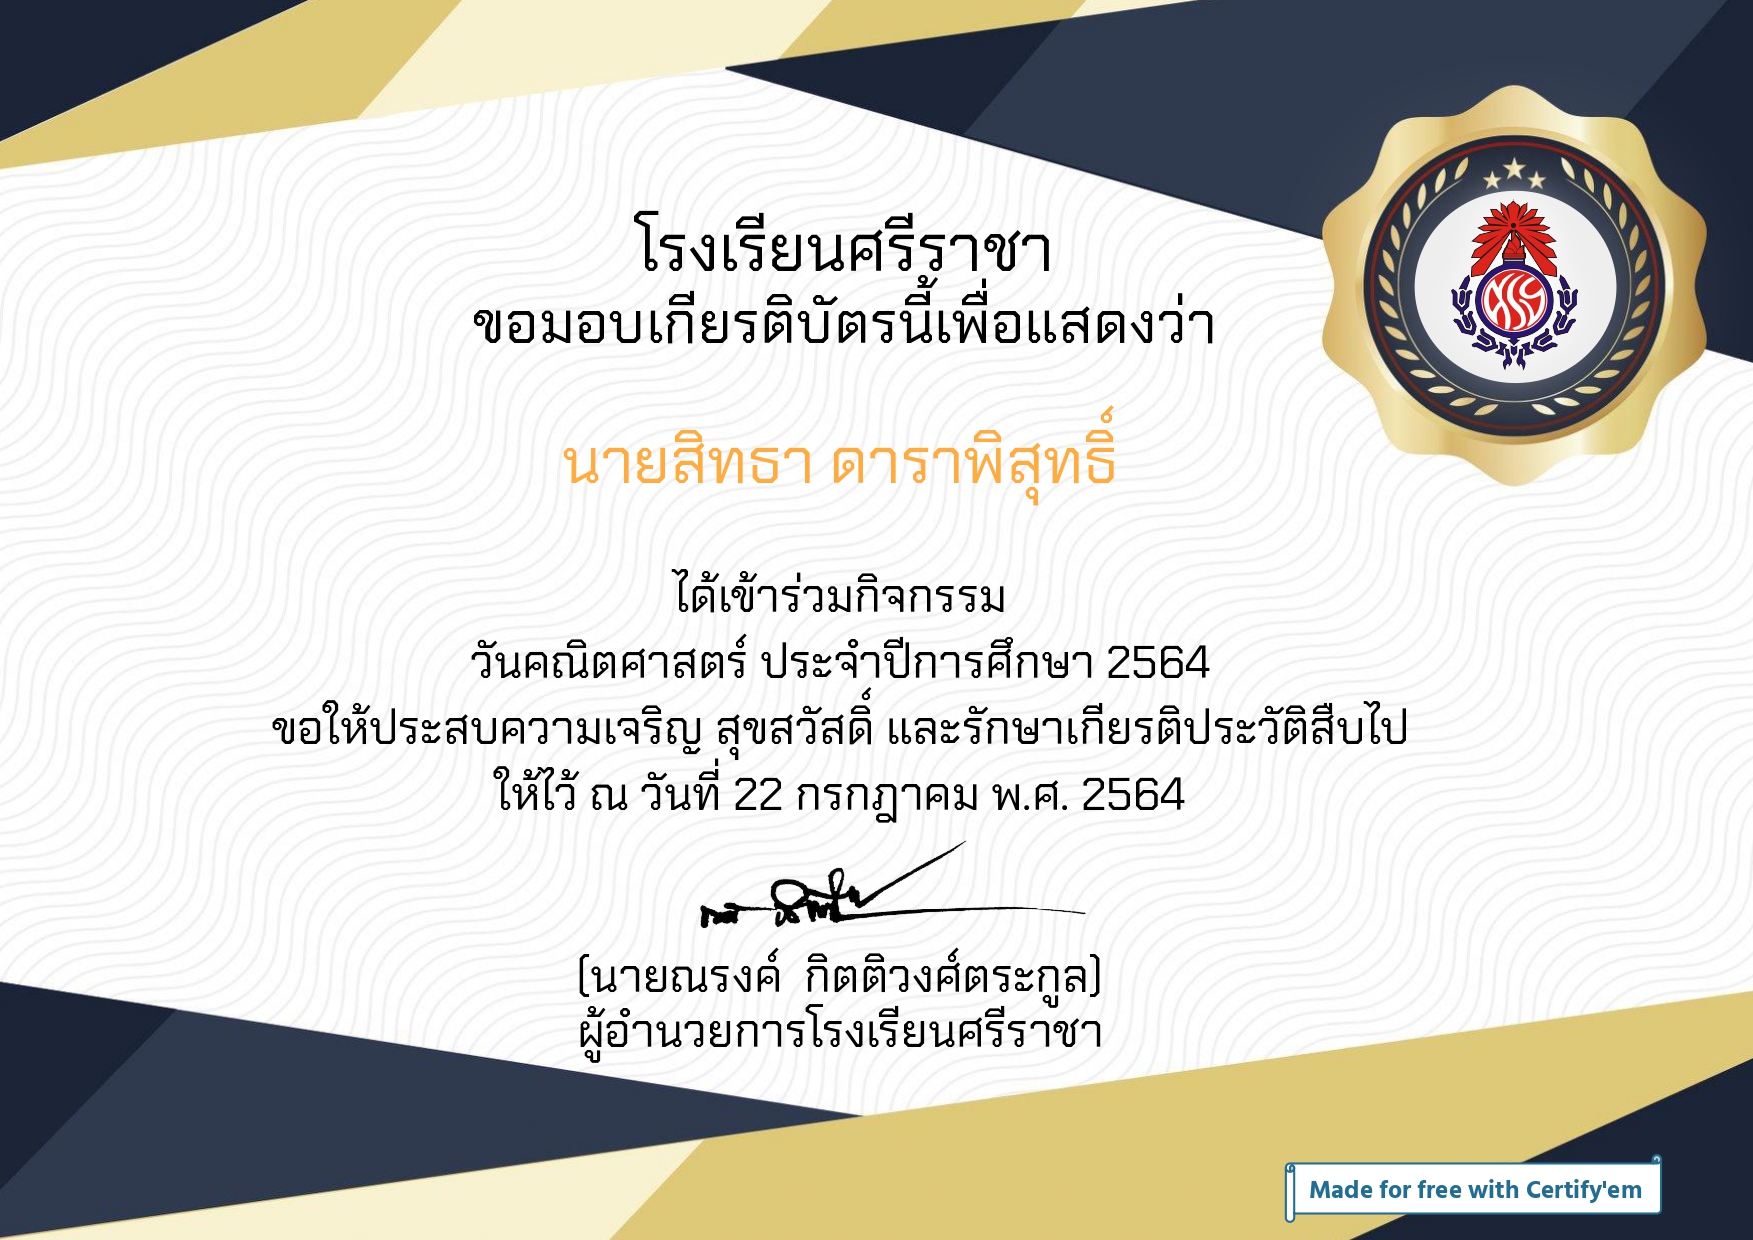 โรงเรียนศรีราชา
ขอมอบเกียรติบัตรนี้เพื่อแสดงว่า
นายสิทธา ดาราพิสุทธิ์
ได้เข้าร่วมกิจกรรม
วันคณิตศาสตร์ ประจำปีการศึกษา 2564
ขอให้ประสบความเจริญ สุขสวัสดิ์ และรักษาเกียรติประวัติสืบไป
ให้ไว้ ณ วันที่ 22 กรกฎาคม พ.ศ. 2564
(นายณรงค์ กิตติวงศ์ตระกูล)
ผู้อำนวยการโรงเรียนศรีราชา
Made for free with Certify'em